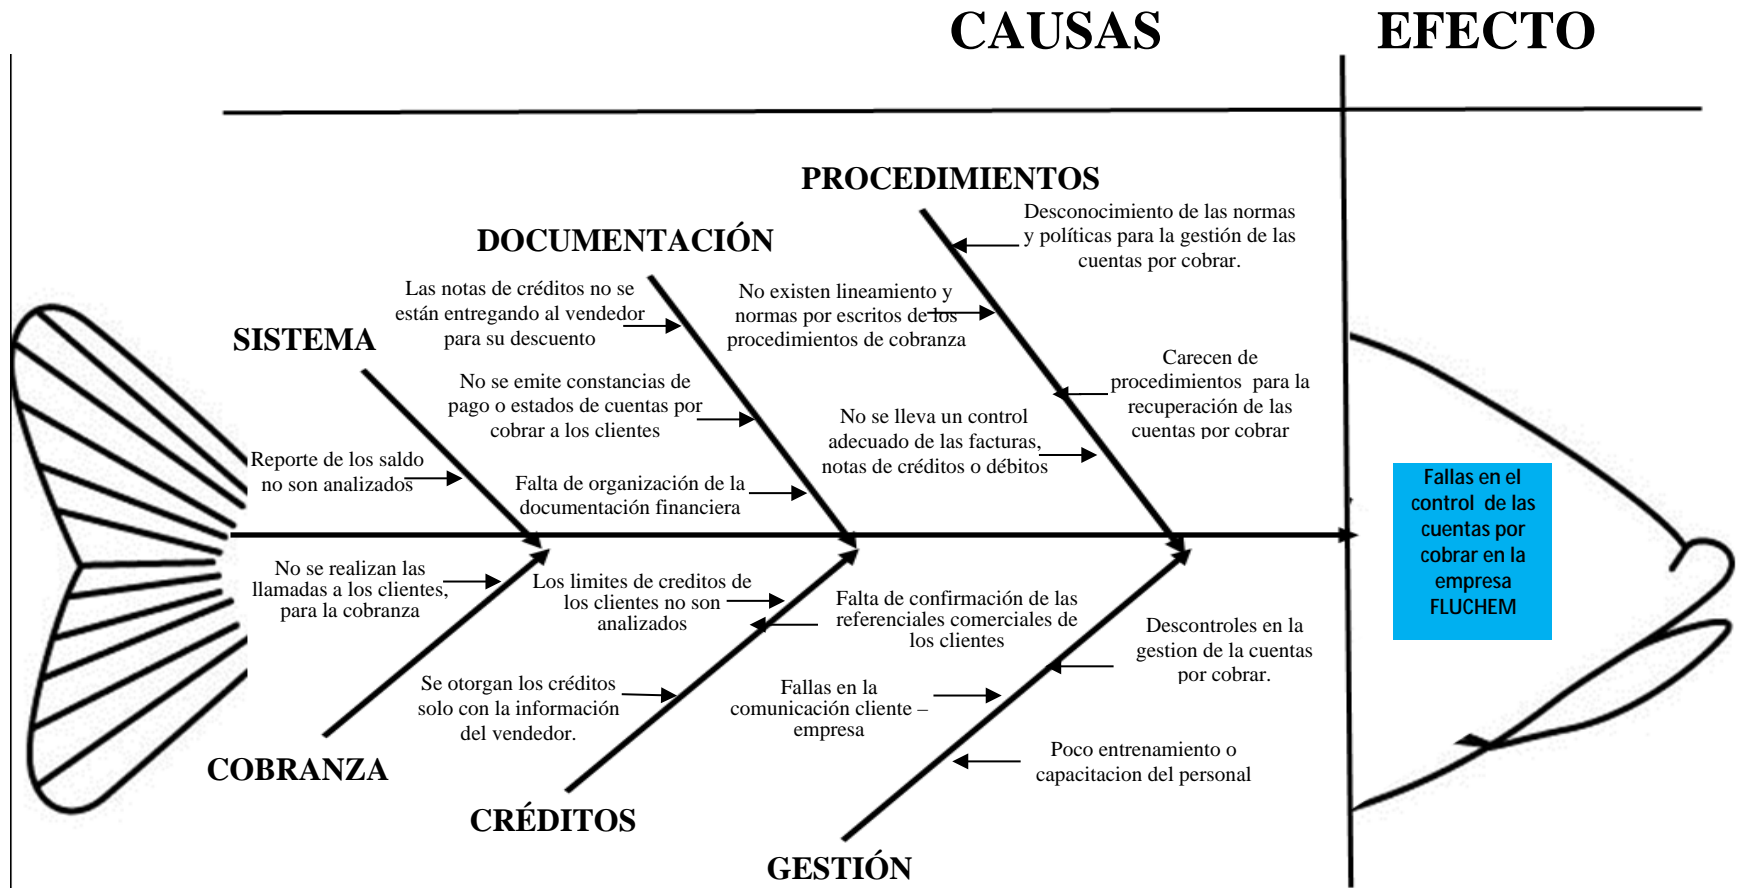 CAUSAS
EFECTO
PROCEDIMIENTOS
Desconocimiento de las normas
y políticas para la gestión de las
cuentas por cobrar.
No existen lineamiento y
normas por escritos de los
procedimientos de cobranza
Carecen de
procedimientos para la
recuperación de las
cuentas por cobrar
No se lleva un control
adecuado de las facturas,
notas de créditos o débitos
DOCUMENTACIÓN
Las notas de créditos no se
están entregando al vendedor
para su descuento
No se emite constancias de
pago o estados de cuentas por
cobrar a los clientes
Falta de organización de la
documentación financiera
SISTEMA
Reporte de los saldo
no son analizados
Fallas en el
control de las
cuentas por
cobrar en la
empresa
FLUCHEM
No se realizan las
llamadas a los clientes,
para la cobranza
COBRANZA
Los limites de creditos de
los clientes no son
analizados
Falta de confirmación de las
referenciales comerciales de
los clientes
Se otorgan los créditos
solo con la información
del vendedor.
CRÉDITOS
Descontroles en la
gestion de la cuentas
por cobrar.
Fallas en la
comunicación cliente –
empresa
Poco entrenamiento o
capacitacion del personal
GESTIÓN